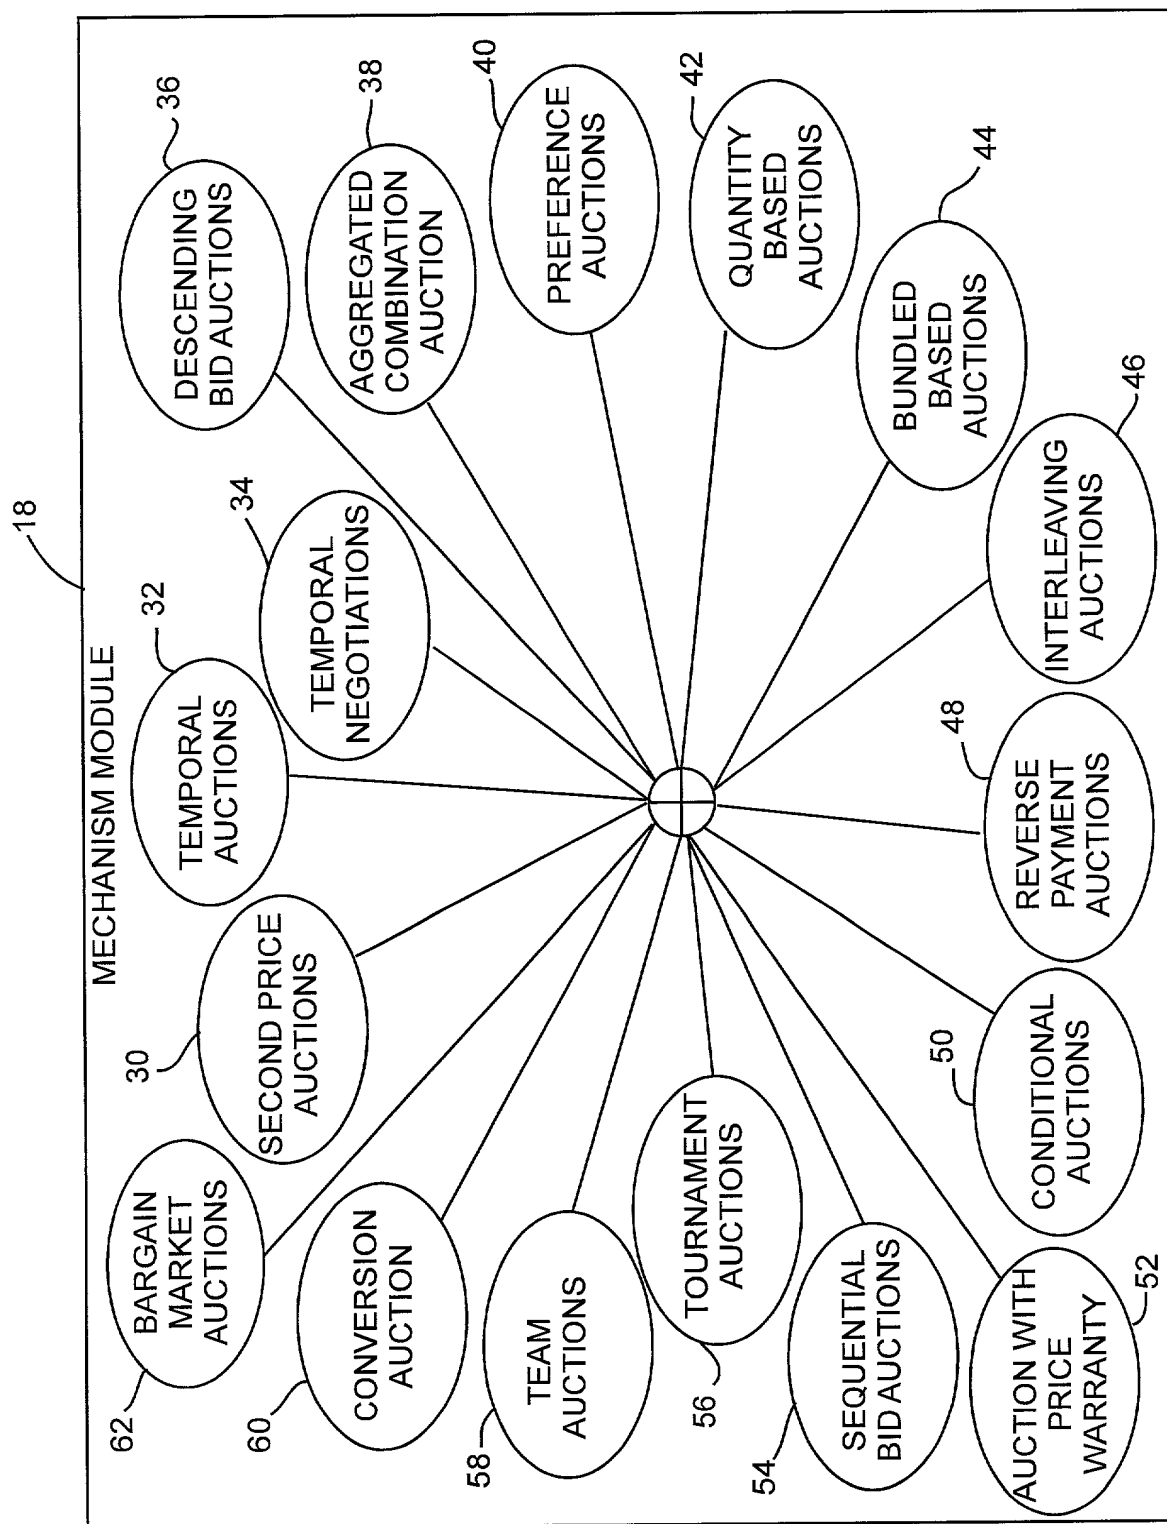 18
MECHANISM MODULE
30
SECOND PRICE
AUCTIONS
32
TEMPORAL
AUCTIONS
34
TEMPORAL
NEGOTIATIONS
36
DESCENDING
BID AUCTIONS
38
AGGREGATED
COMBINATION
AUCTION
40
PREFERENCE
AUCTIONS
42
QUANTITY
BASED
AUCTIONS
44
BUNDLED
BASED
AUCTIONS
46
INTERLEAVING
AUCTIONS
48
REVERSE
PAYMENT
AUCTIONS
50
CONDITIONAL
AUCTIONS
52
AUCTION WITH
PRICE
WARRANTY
54
SEQUENTIAL
BID AUCTIONS
56
TOURNAMENT
AUCTIONS
58
TEAM
AUCTIONS
60
CONVERSION
AUCTION
62
BARGAIN
MARKET
AUCTIONS